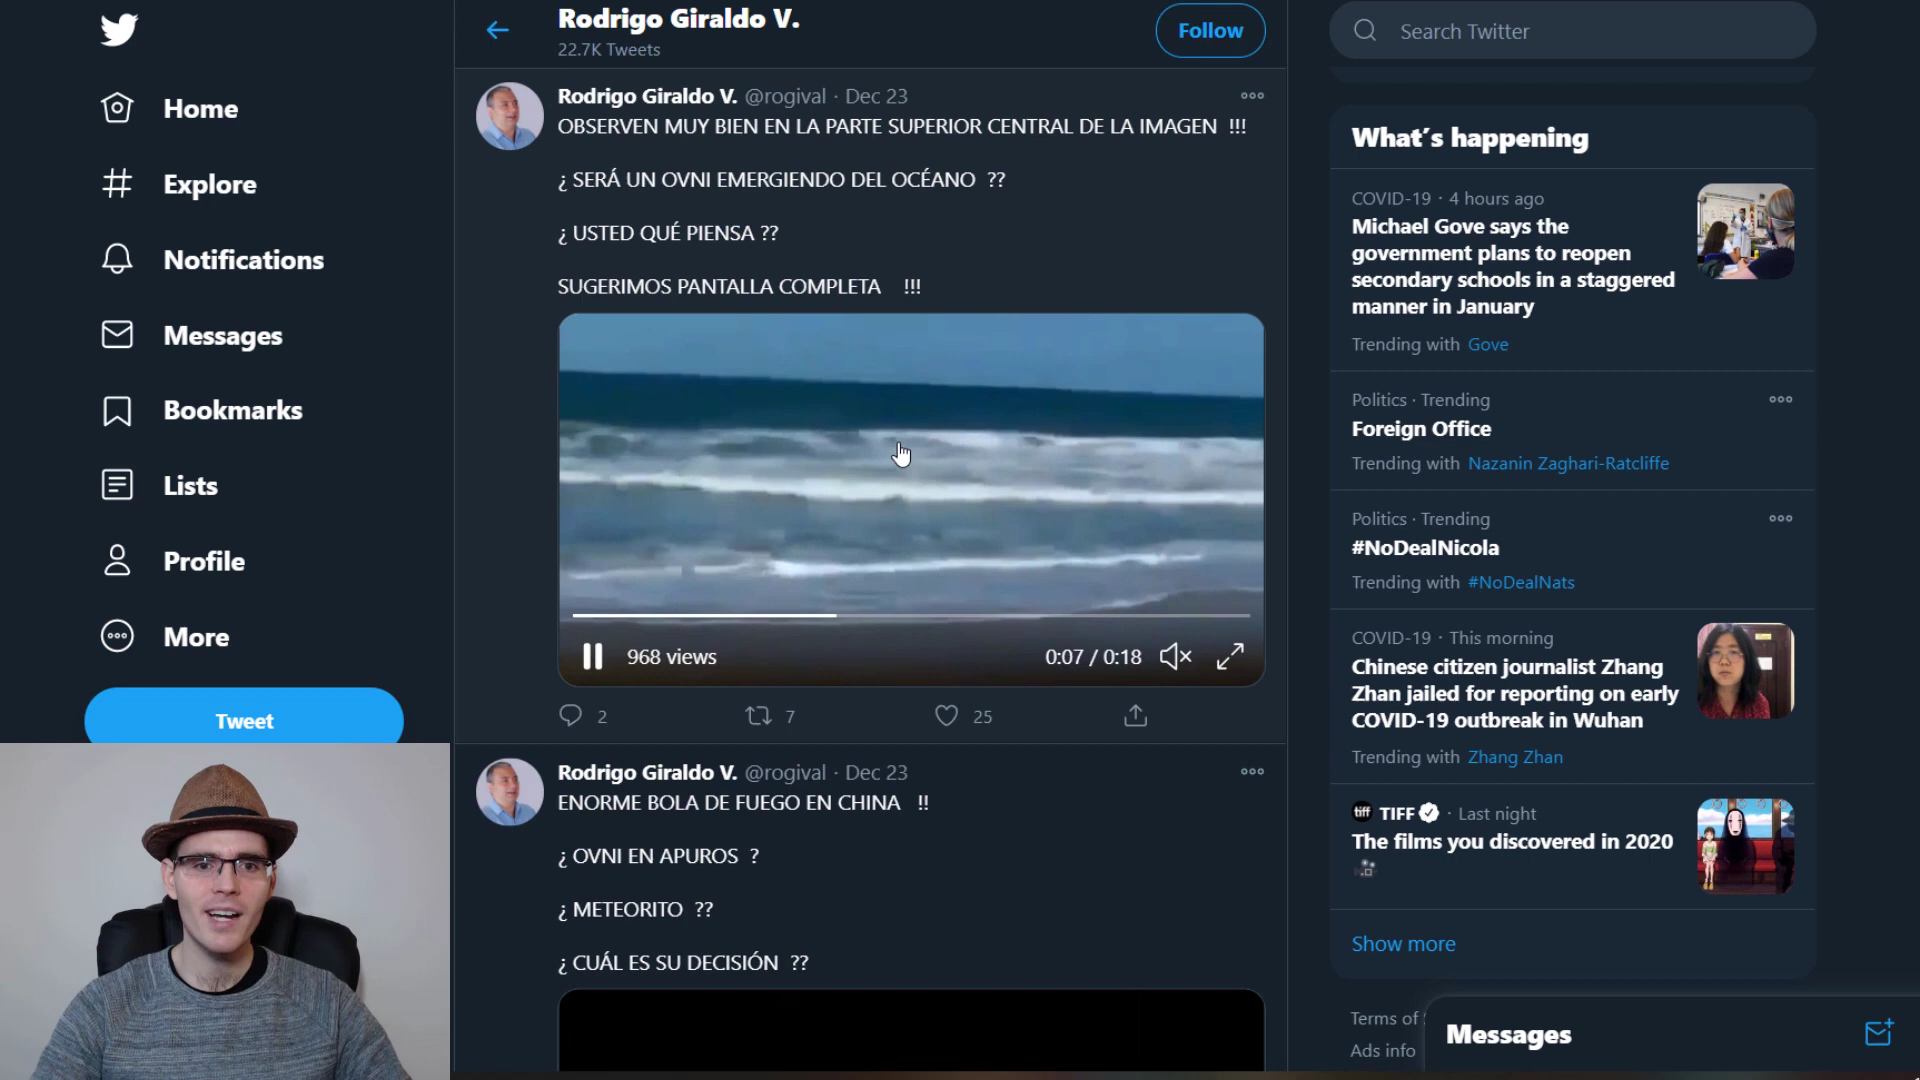 Home
Explore
Notifications
Messages
Bookmarks
Lists
Profile
More
Tweet
Rodrigo Giraldo V.
22.7K Tweets
Follow
Rodrigo Giraldo V. @rogival · Dec 23
OBSERVEN MUY BIEN EN LA PARTE SUPERIOR CENTRAL DE LA IMAGEN !!!
¿ SERÁ UN OVNI EMERGIENDO DEL OCÉANO ??
¿ USTED QUÉ PIENSA ??
SUGERIMOS PANTALLA COMPLETA !!!
968 views
0:07 / 0:18
2
7
25
Rodrigo Giraldo V. @rogival · Dec 23
ENORME BOLA DE FUEGO EN CHINA !!
¿ OVNI EN APUROS ?
¿ METEORITO ??
¿ CUÁL ES SU DECISIÓN ??
Search Twitter
What's happening
COVID-19 · 4 hours ago
Michael Gove says the
government plans to reopen
secondary schools in a staggered
manner in January
Trending with Gove
Politics · Trending
Foreign Office
Trending with Nazanin Zaghari-Ratcliffe
Politics · Trending
#NoDealNicola
Trending with #NoDealNats
COVID-19 · This morning
Chinese citizen journalist Zhang
Zhan jailed for reporting on early
COVID-19 outbreak in Wuhan
Trending with Zhang Zhan
tiff TIFF · Last night
The films you discovered in 2020
Show more
Terms of
Ads info
Messages